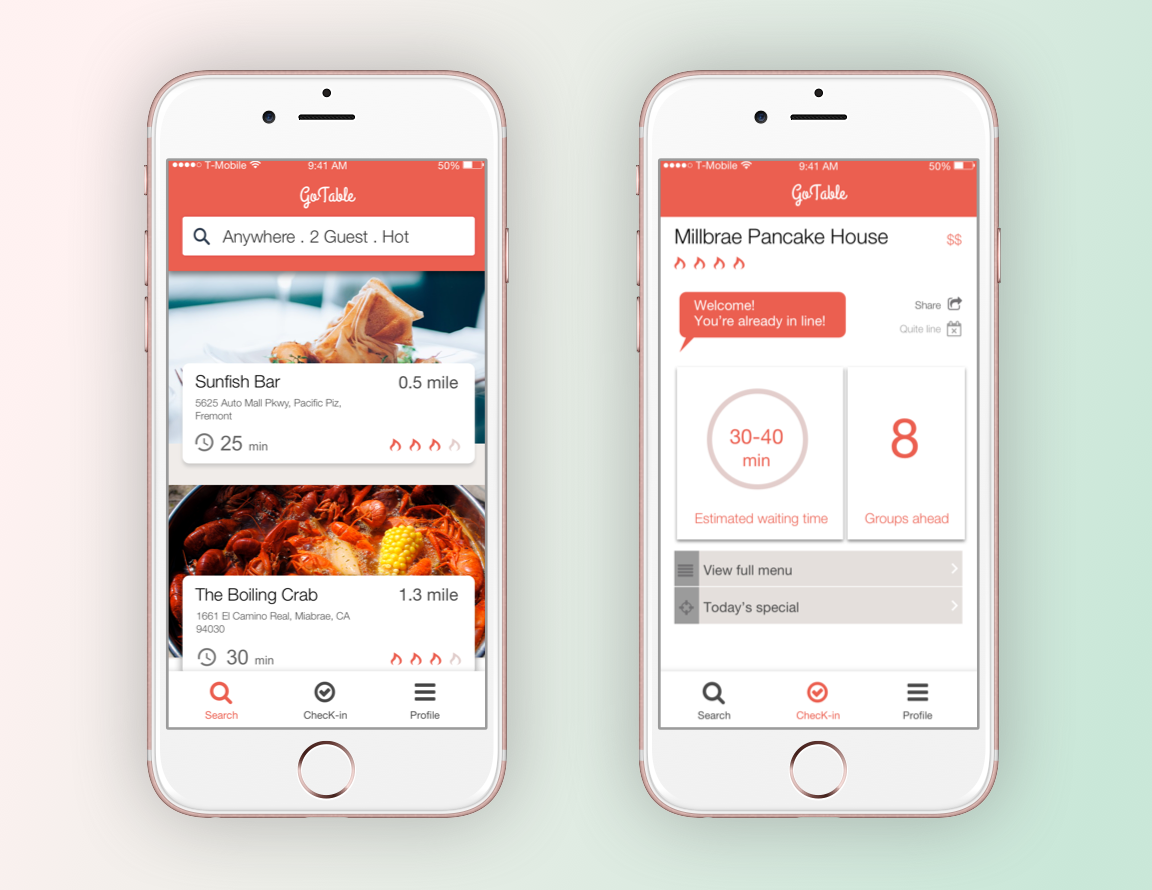 T-Mobile 9:41 AM 50%
GoTable
Anywhere . 2 Guest . Hot
Sunfish Bar 0.5 mile
5625 Auto Mall Pkwy, Pacific Plz,
Fremont
25 min
The Boiling Crab 1.3 mile
1661 El Camino Real, Miabrae, CA
94030
30 min
Search ChecK-in Profile
T-Mobile 9:41 AM 50%
GoTable
Millbrae Pancake House $$
Welcome!
You're already in line!
Share
Quite line
30-40
min
8
Estimated waiting time Groups ahead
View full menu
Today's special
Search ChecK-in Profile